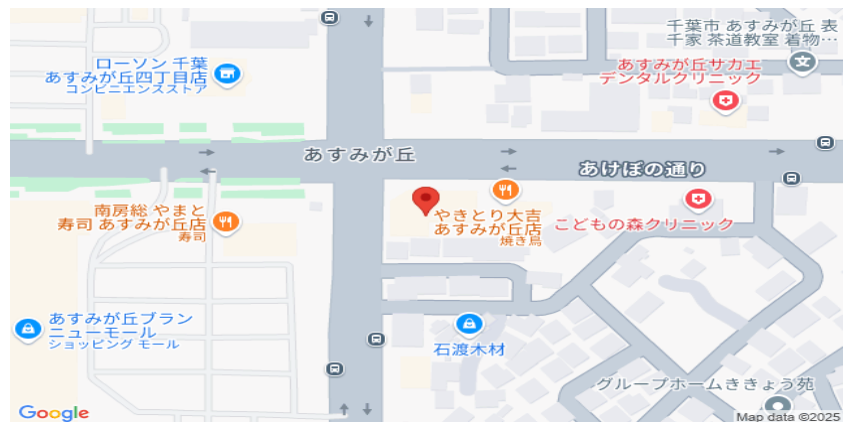 千葉市 あすみが丘 表
千家 茶道教室 着物…
ローソン 千葉
あすみが丘四丁目店
コンビニエンスストア
あすみが丘サカエ
デンタルクリニック
あすみが丘
あけぼの通り
南房総 やまと
寿司 あすみが丘店
寿司
やきとり大吉
あすみが丘店
焼き鳥
こどもの森クリニック
あすみが丘ブラン
ニューモール
ショッピング モール
石渡木材
グループホームききょう苑
Google
Map data ©2025